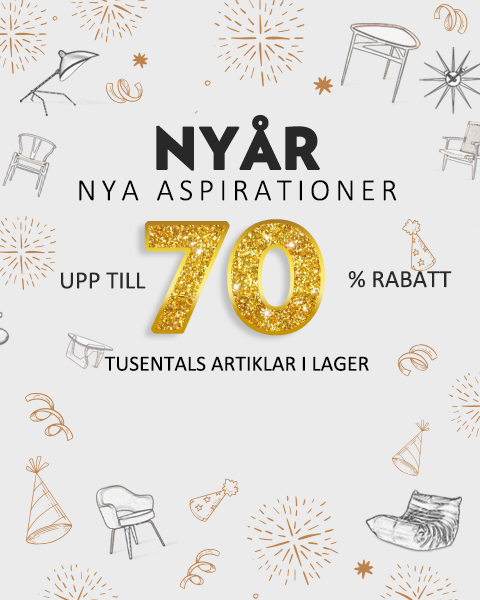 NYÅR
NYA ASPIRATIONER
UPP TILL 70 % RABATT
TUSENTALS ARTIKLAR I LAGER